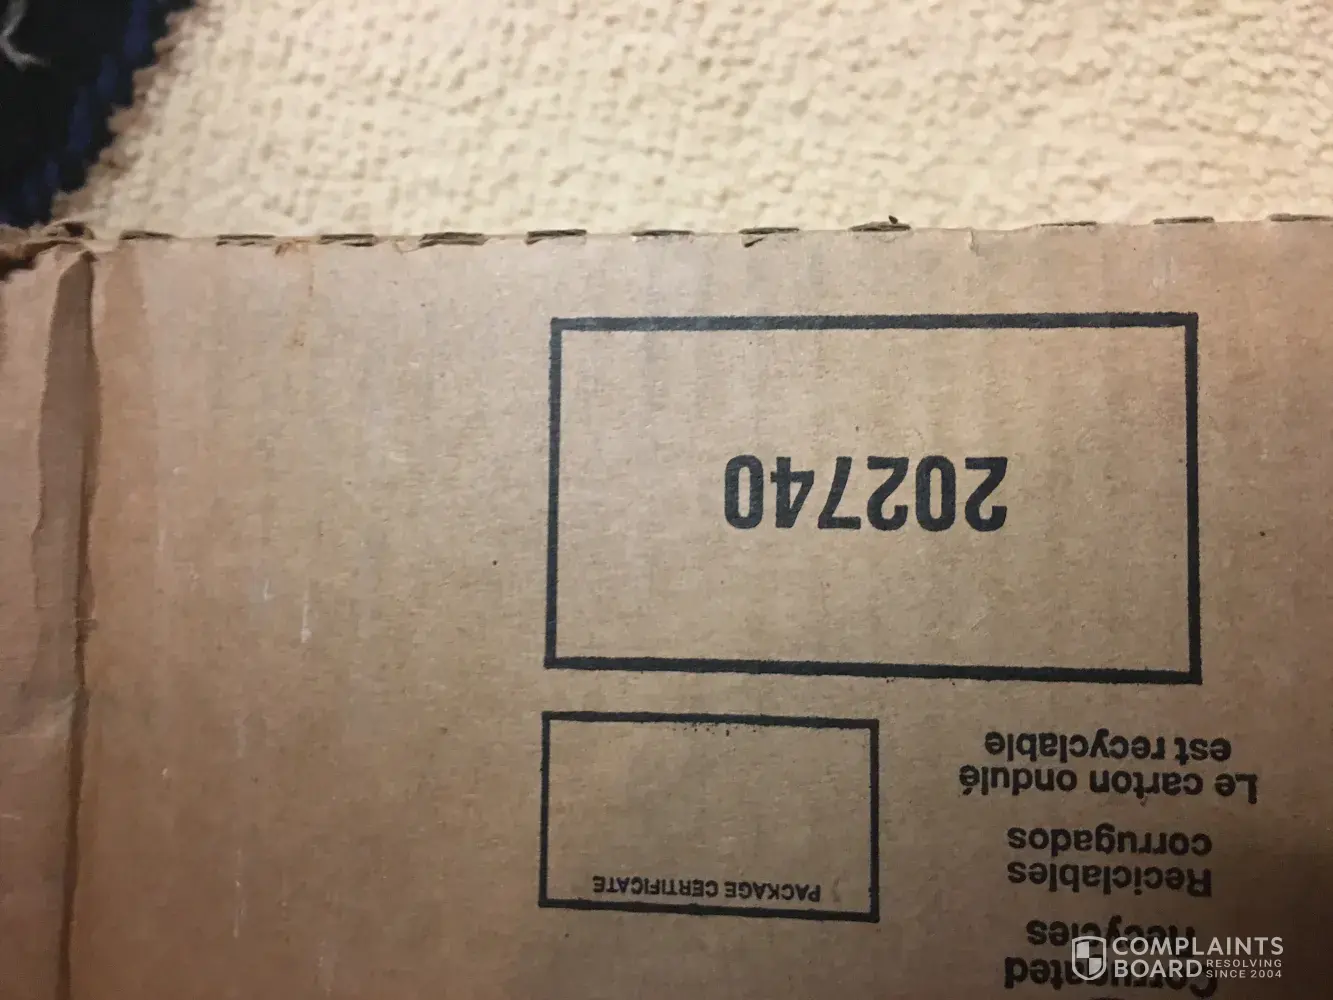 Corrugated
Recycles
Reciclables
corrugados
Le carton ondulé
est recyclable
PACKAGE CERTIFICATE
202740
COMPLAINTS
BOARD RESOLVING
SINCE 2004